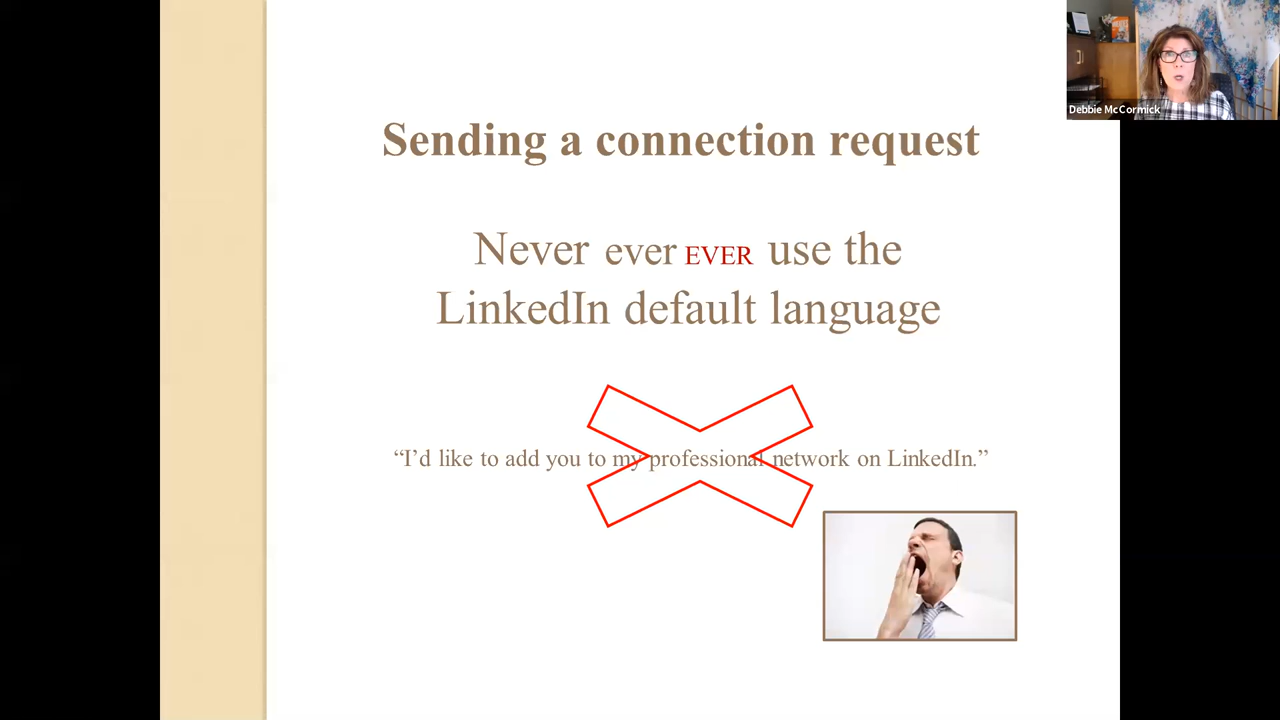 Debbie McCormick
Sending a connection request
Never ever EVER use the
LinkedIn default language
“I’d like to add you to my professional network on LinkedIn.”